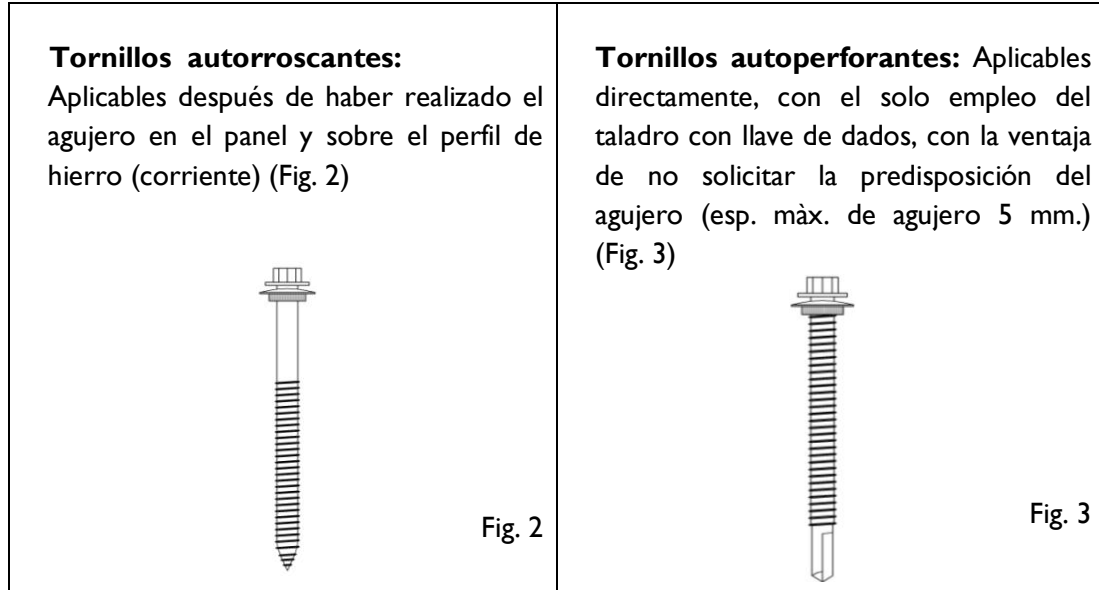 Tornillos autorroscantes:
Aplicables después de haber realizado el
agujero en el panel y sobre el perfil de
hierro (corriente) (Fig. 2)
Fig. 2
Tornillos autoperforantes: Aplicables
directamente, con el solo empleo del
taladro con llave de dados, con la ventaja
de no solicitar la predisposición del
agujero (esp. màx. de agujero 5 mm.)
(Fig. 3)
Fig. 3